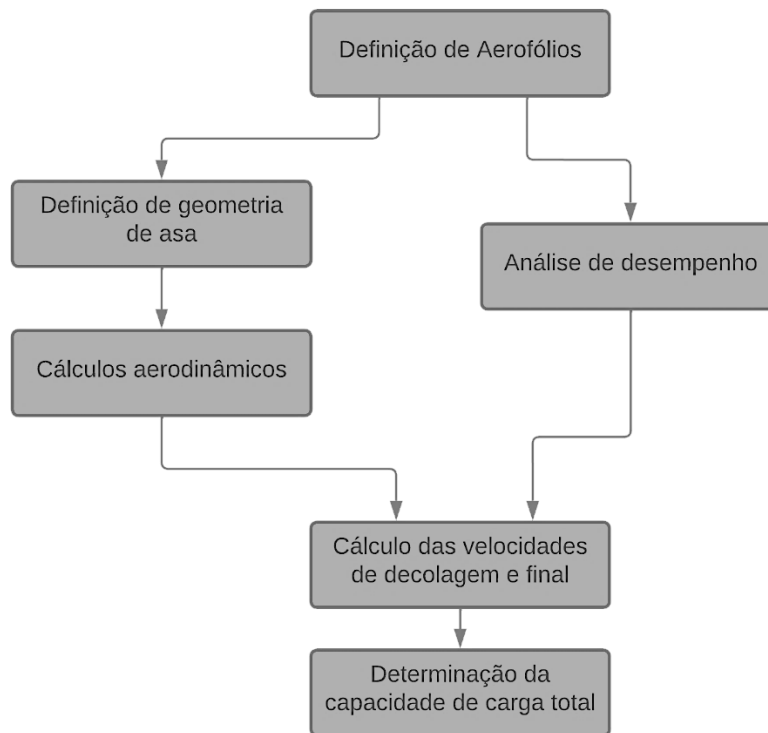 Definição de Aerofólios
Definição de geometria
de asa
Análise de desempenho
Cálculos aerodinâmicos
Cálculo das velocidades
de decolagem e final
Determinação da
capacidade de carga total